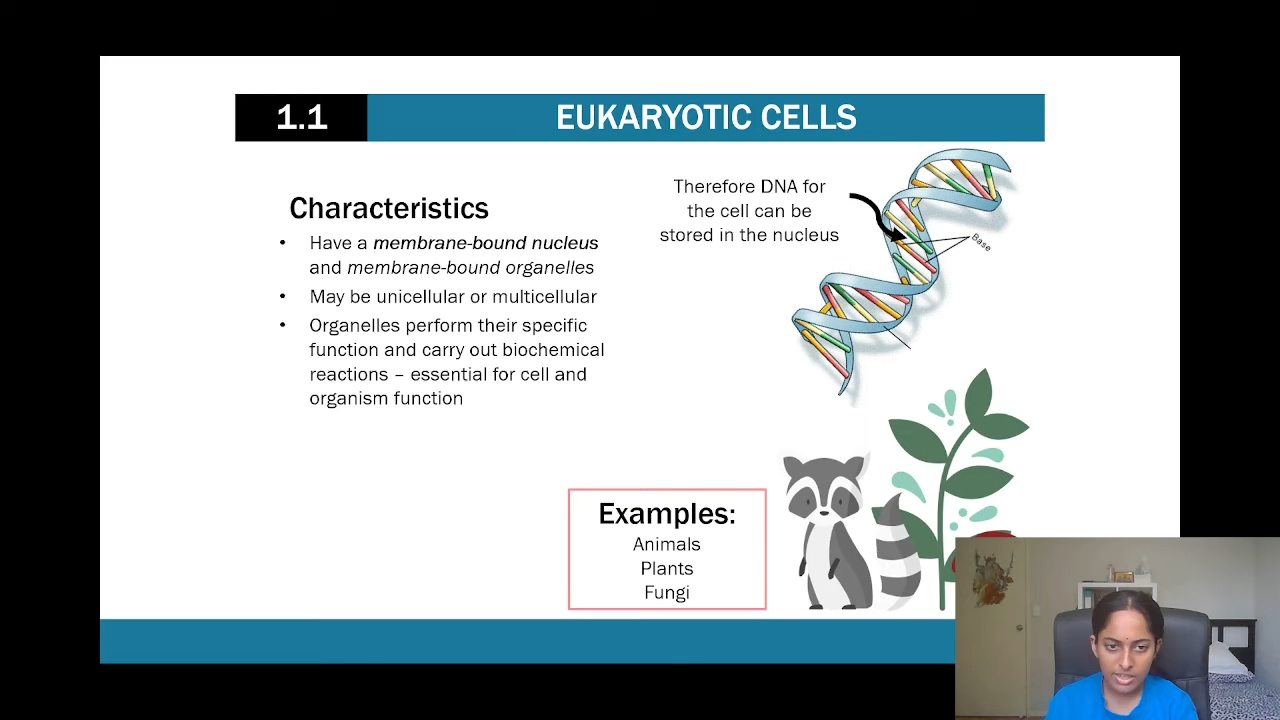 1.1
EUKARYOTIC CELLS
Characteristics
• Have a membrane-bound nucleus
and membrane-bound organelles
• May be unicellular or multicellular
• Organelles perform their specific
function and carry out biochemical
reactions – essential for cell and
organism function
Therefore DNA for
the cell can be
stored in the nucleus
Base
Examples:
Animals
Plants
Fungi